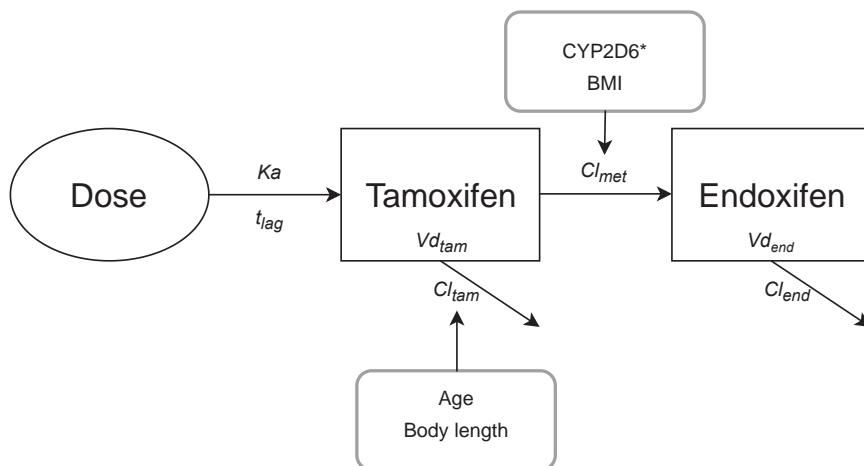 CYP2D6*
BMI
Dose
Ka
t_lag
Tamoxifen
Vd_tam
Cl_met
Endoxifen
Vd_end
Cl_tam
Cl_end
Age
Body length